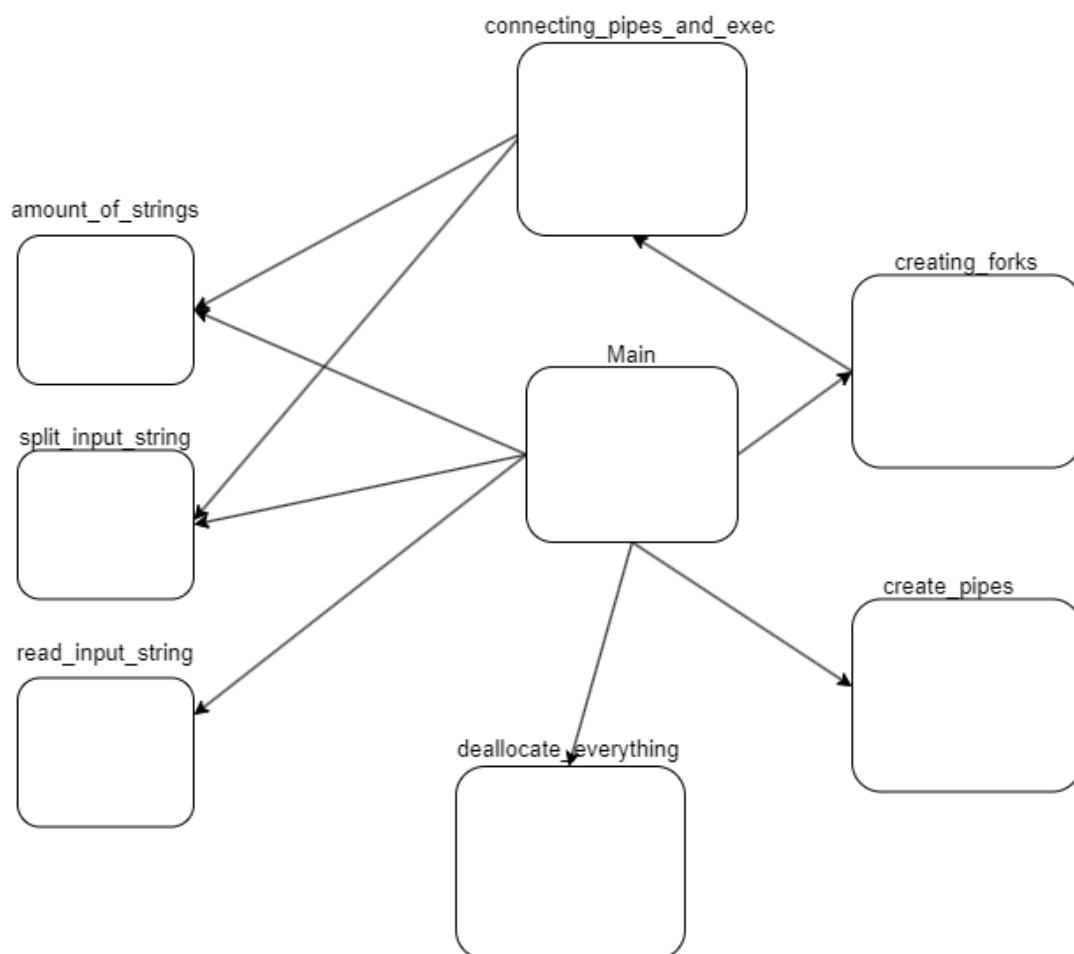 connecting_pipes_and_exec
amount_of_strings
creating_forks
Main
split_input_string
create_pipes
read_input_string
deallocate_everything